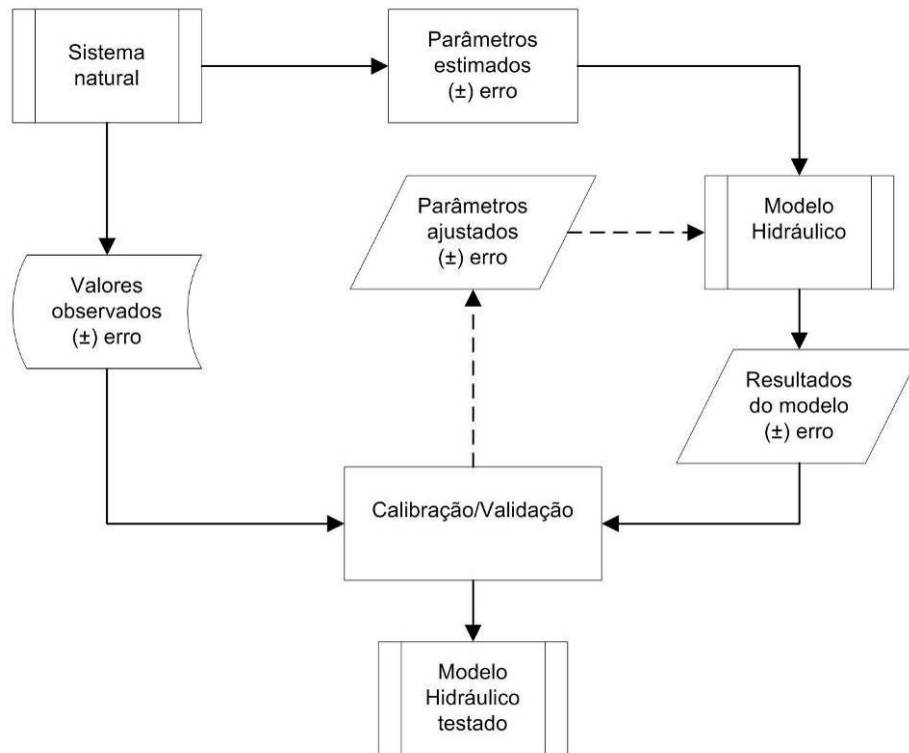 Sistema
natural
Parâmetros
estimados
(±) erro
Parâmetros
ajustados
(±) erro
Modelo
Hidráulico
Valores
observados
(±) erro
Resultados
do modelo
(±) erro
Calibração/Validação
Modelo
Hidráulico
testado